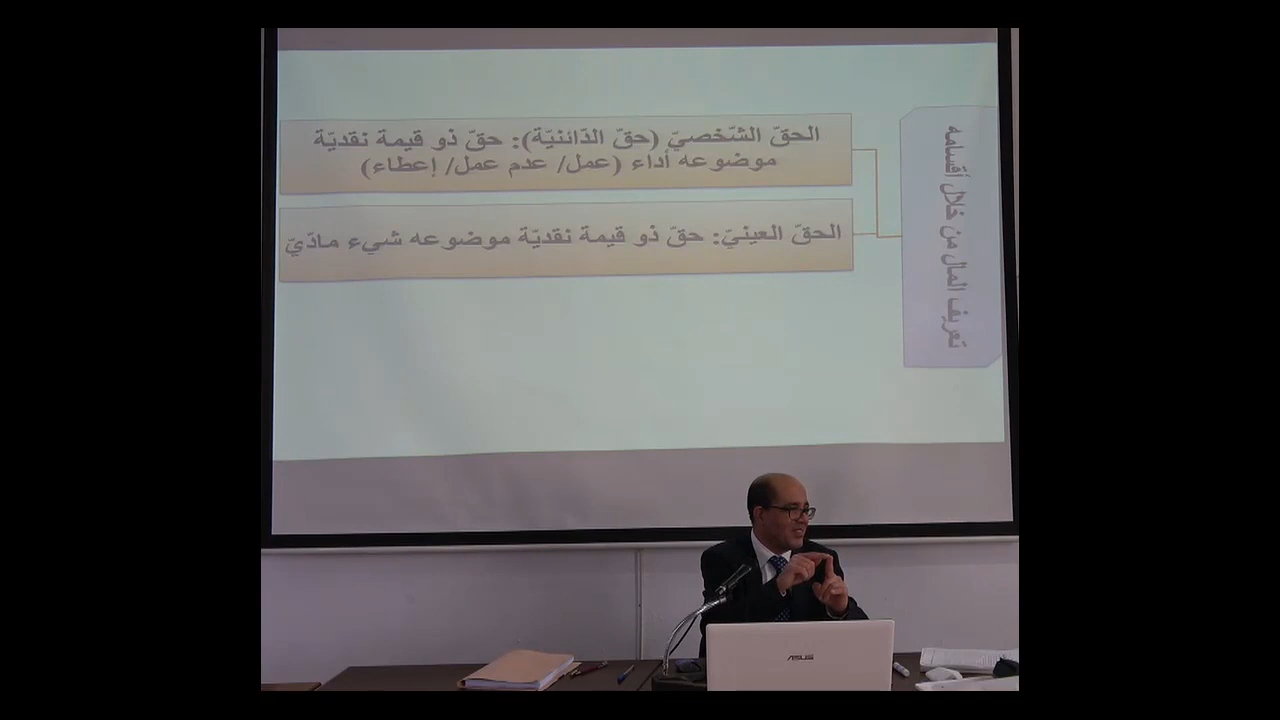 تعريف المال من خلال أقسامه
الحقّ الشّخصيّ (حقّ الدّائنيّة): حقّ ذو قيمة نقديّة
موضوعه أداء (عمل/ عدم عمل/ إعطاء)
الحقّ العينيّ: حقّ ذو قيمة نقديّة موضوعه شيء مادّيّ
ASUS